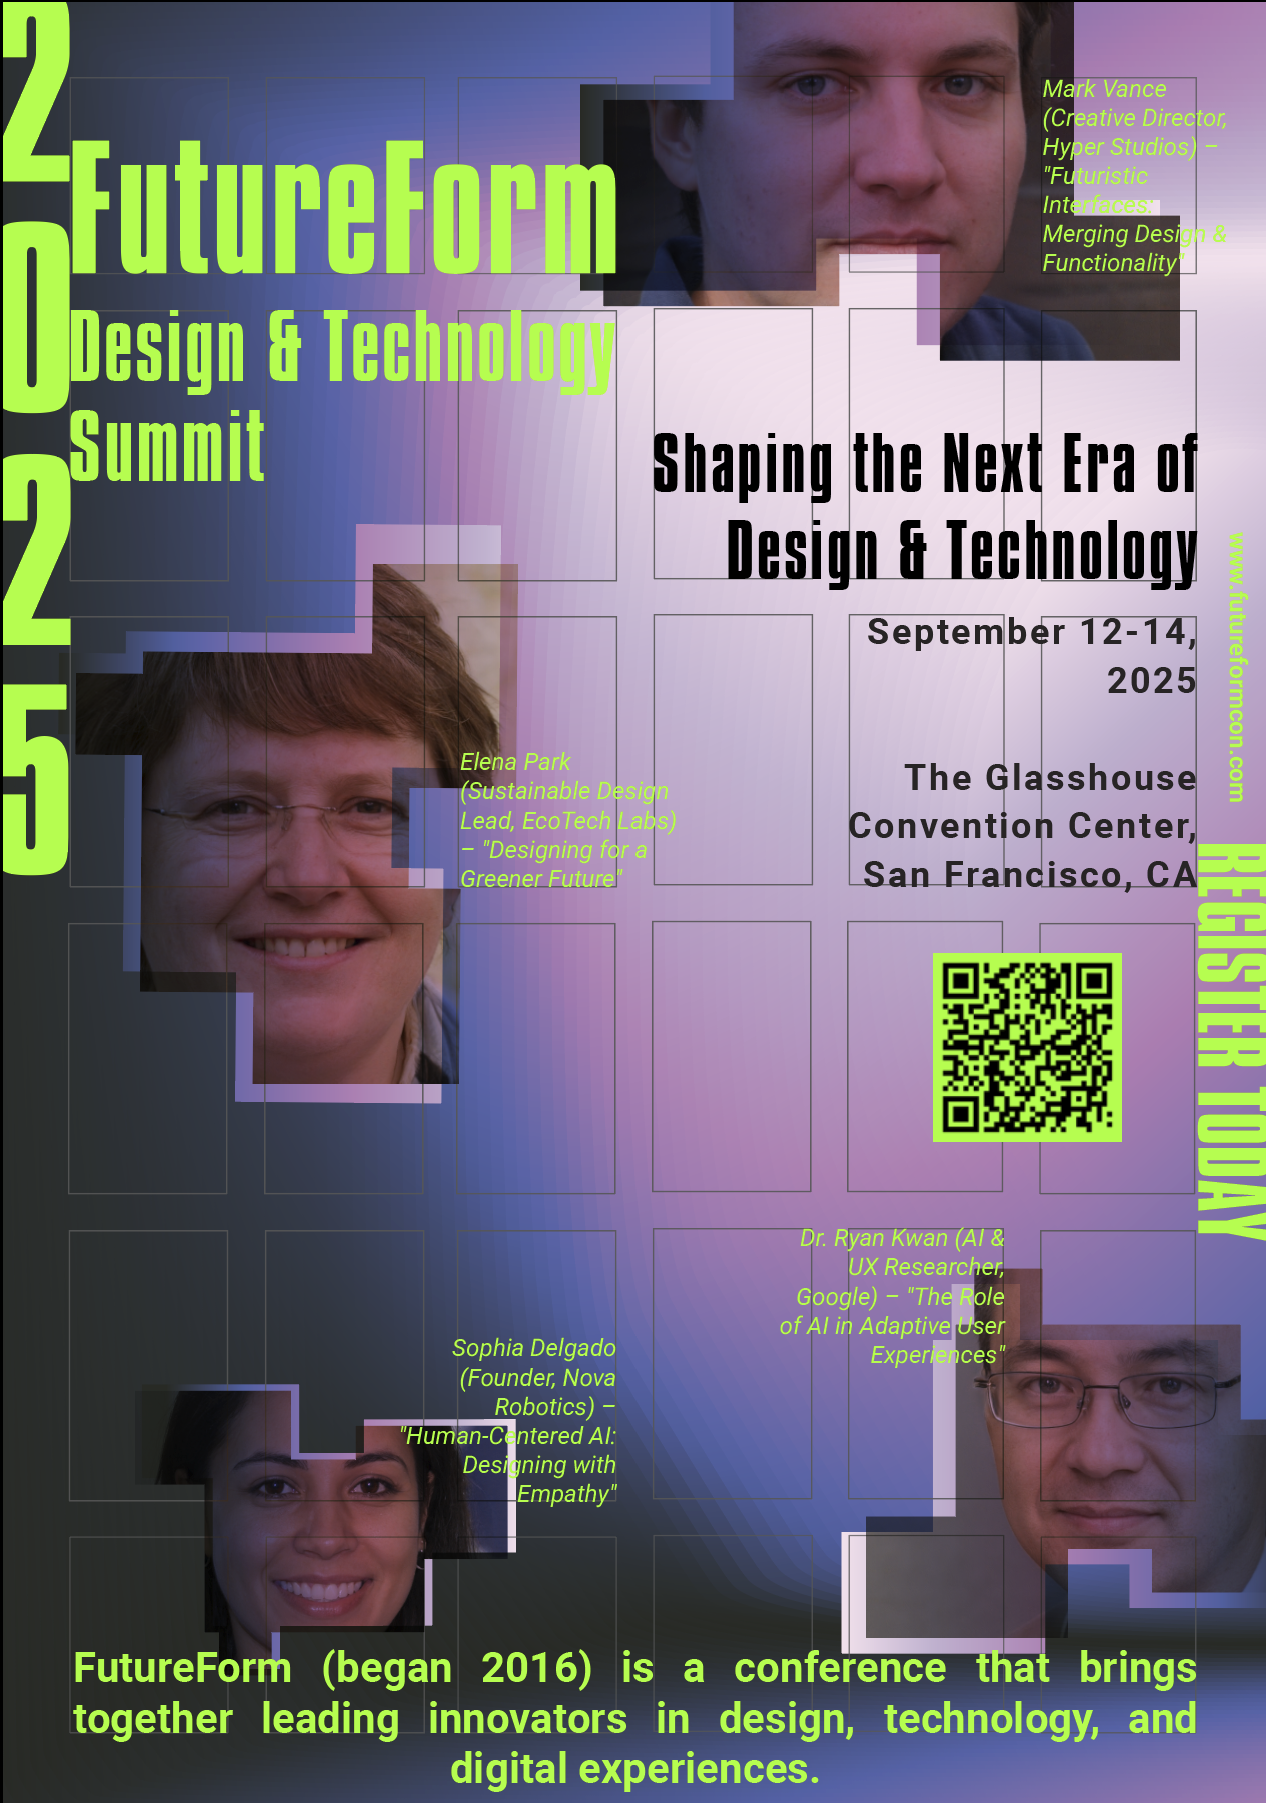 2025
FutureForm
Design & Technology
Summit
Mark Vance
(Creative Director,
Hyper Studios) –
"Futuristic
Interfaces:
Merging Design &
Functionality"
Shaping the Next Era of
Design & Technology
September 12-14,
2025
The Glasshouse
Convention Center,
San Francisco, CA
www.futureformcon.com
REGISTER TODAY
Elena Park
(Sustainable Design
Lead, EcoTech Labs)
– "Designing for a
Greener Future"
Dr. Ryan Kwan (AI &
UX Researcher,
Google) – "The Role
of AI in Adaptive User
Experiences"
Sophia Delgado
(Founder, Nova
Robotics) –
"Human-Centered AI:
Designing with
Empathy"
FutureForm (began 2016) is a conference that brings
together leading innovators in design, technology, and
digital experiences.